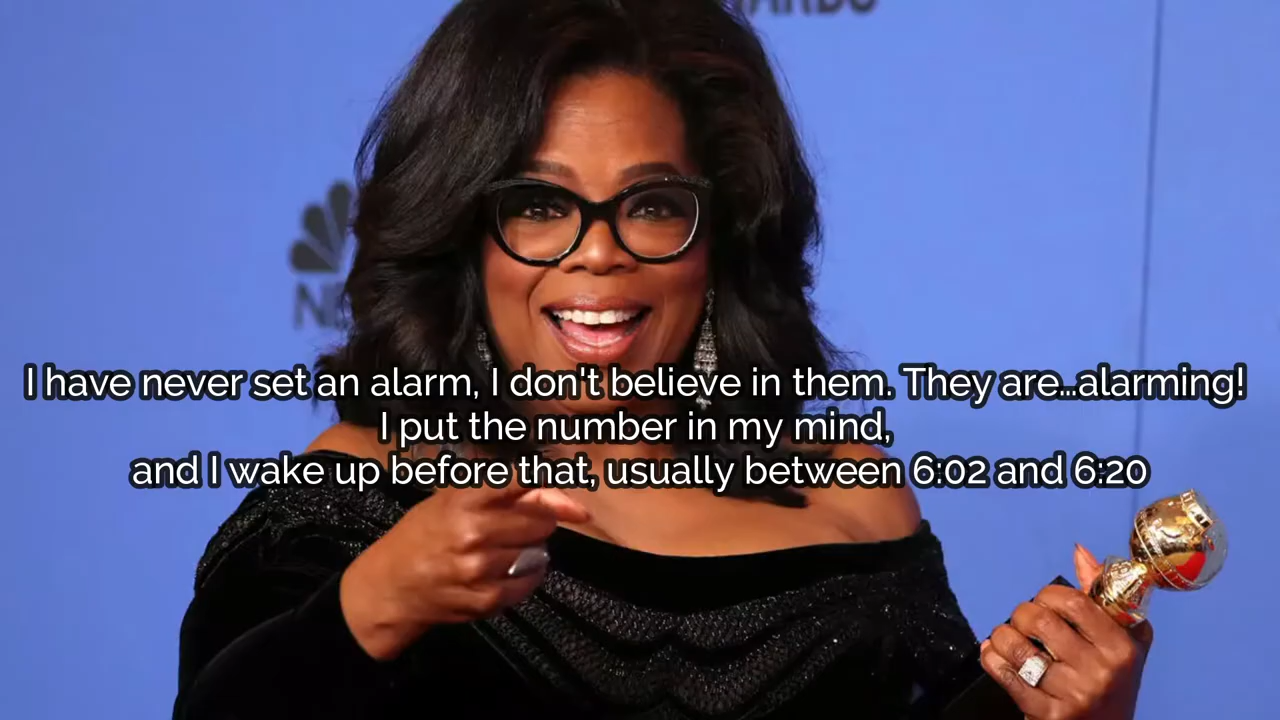 I have never set an alarm, I don't believe in them. They are...alarming!
I put the number in my mind,
and I wake up before that, usually between 6:02 and 6:20